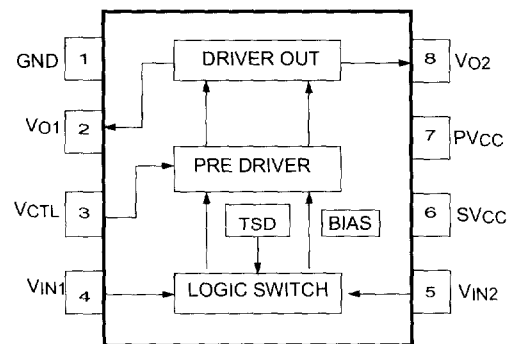 GND 1 DRIVER OUT 8 VO2
VO1 2 7 PVCC
PRE DRIVER
VCTL 3 TSD BIAS 6 SVCC
VIN1 4 LOGIC SWITCH 5 VIN2